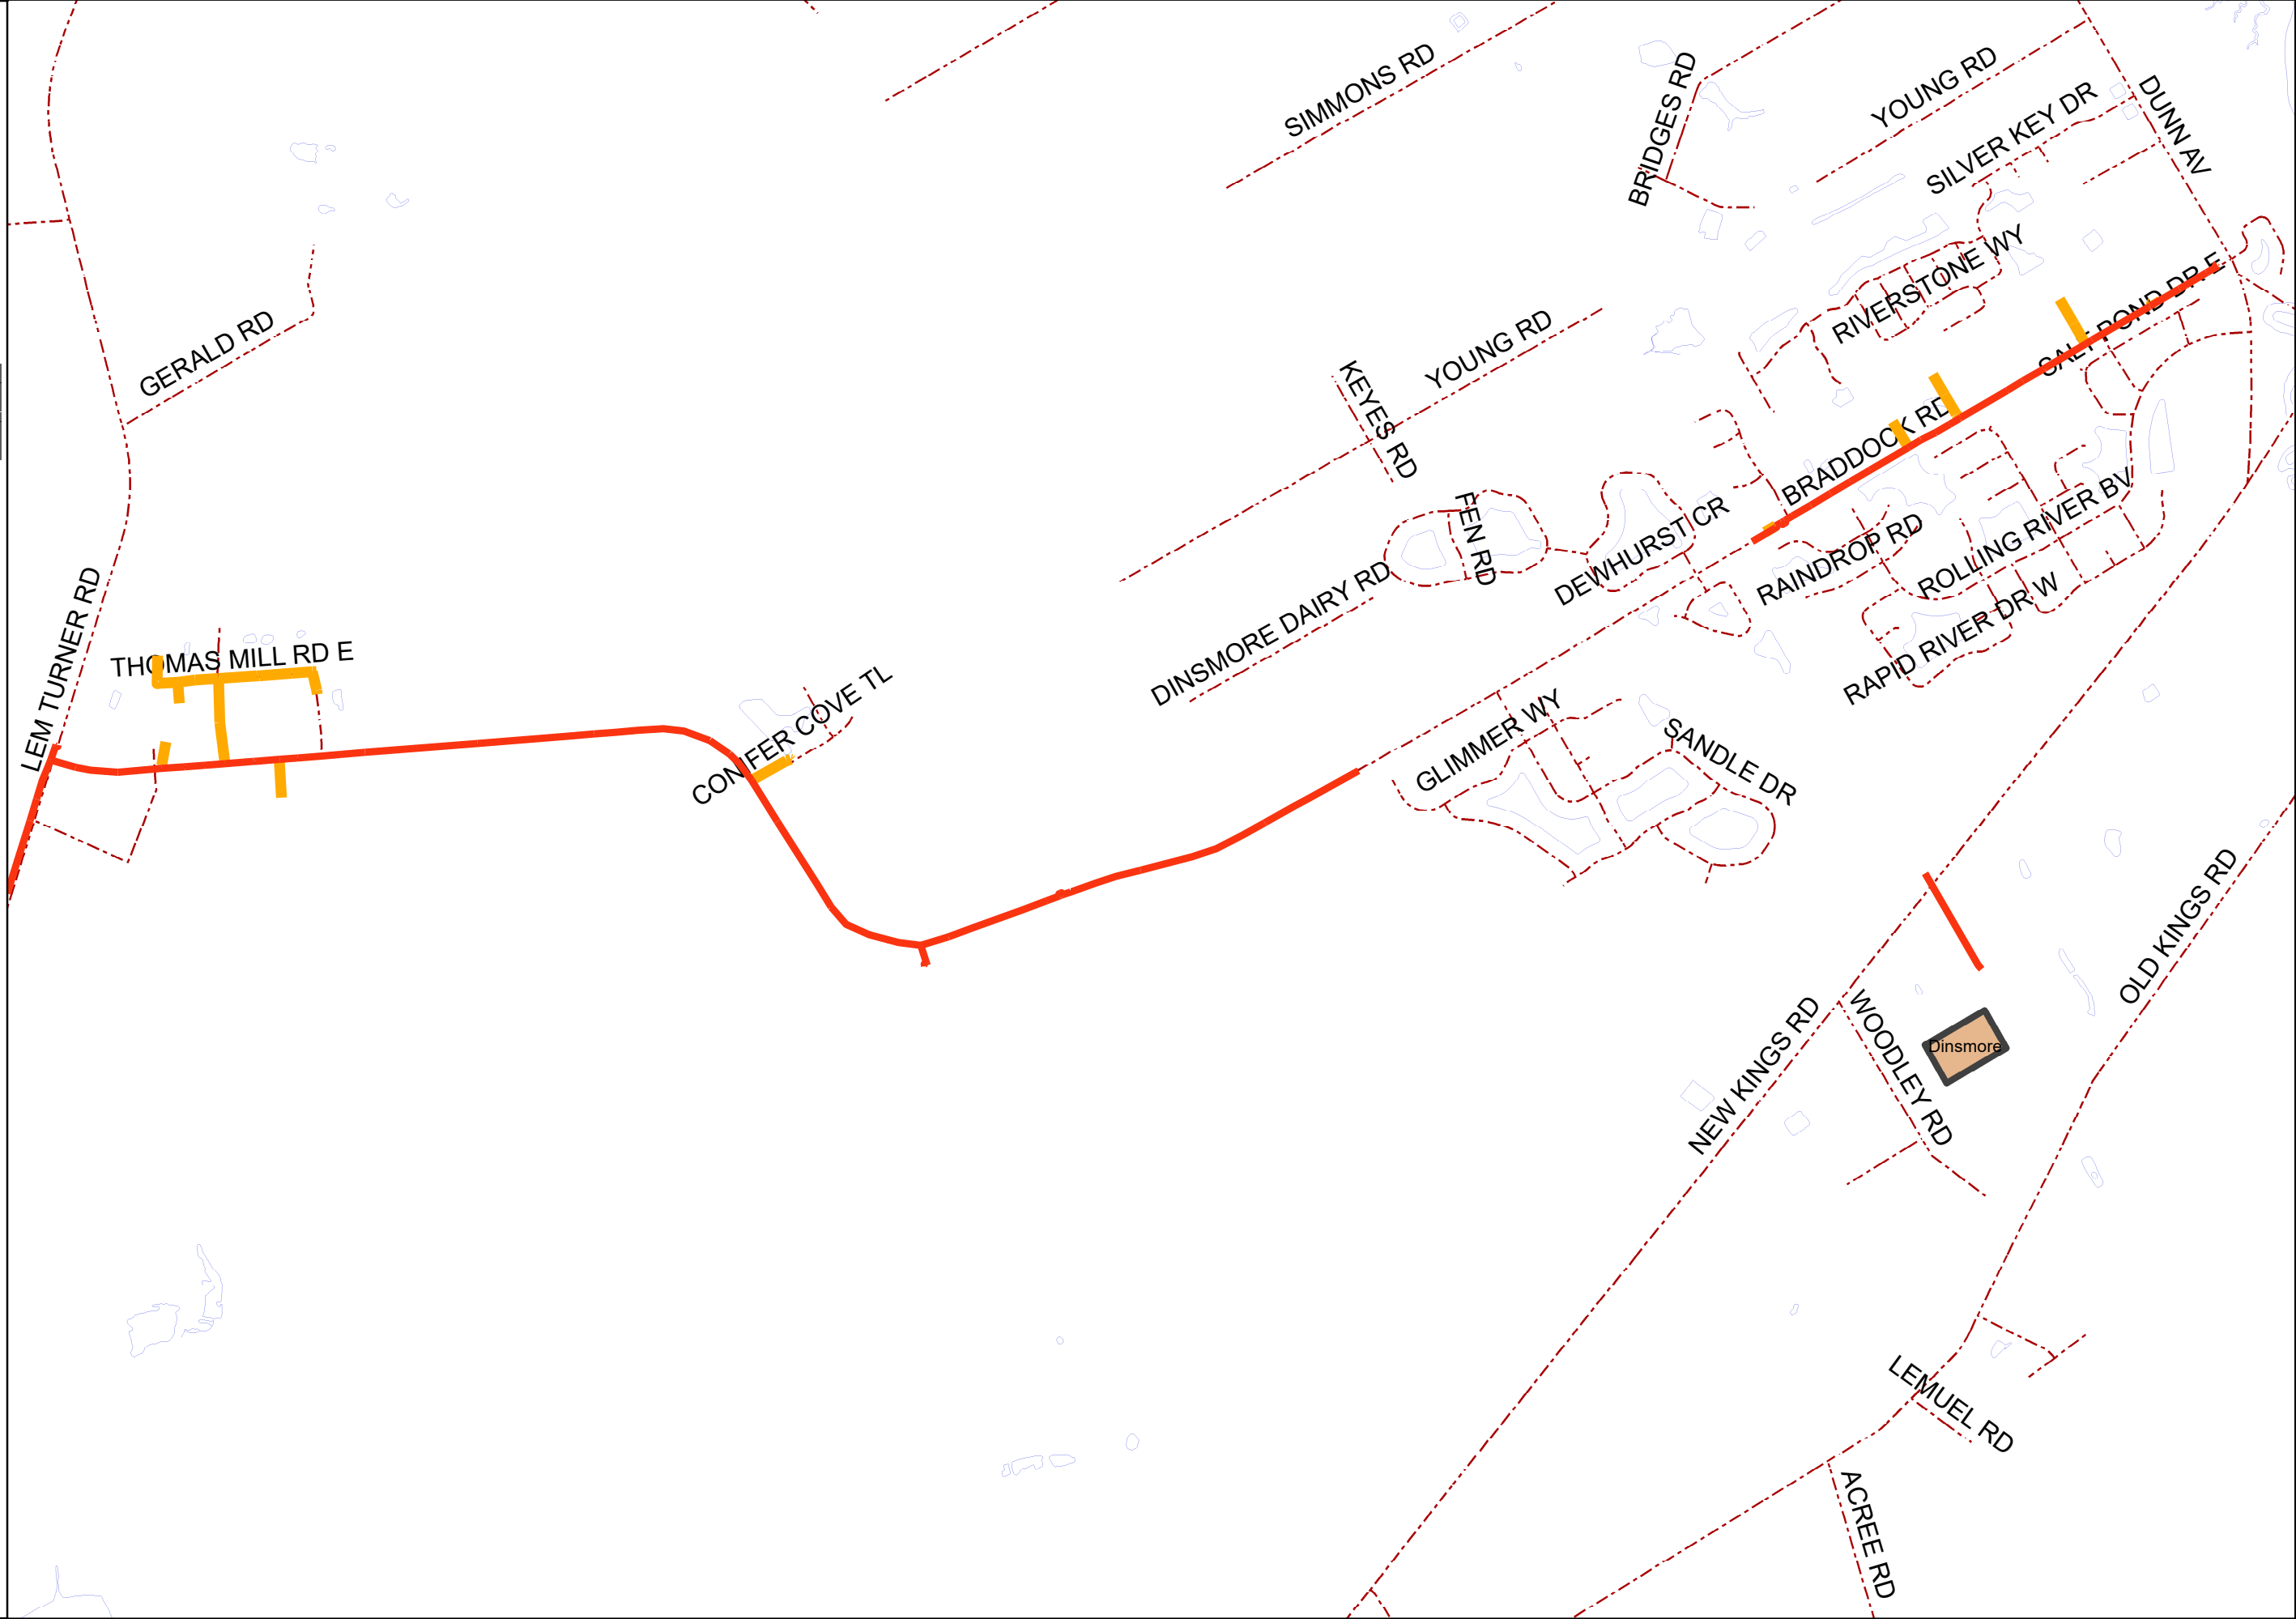 SIMMONS RD
BRIDGES RD
YOUNG RD
SILVER KEY DR
DUNN AV
RIVERSTONE WY
SALT POND DR E
GERALD RD
YOUNG RD
KEYES RD
BRADDOCK RD
FEN RD
DEWHURST CR
RAINDROP RD
ROLLING RIVER BV
RAPID RIVER DR W
DINSMORE DAIRY RD
LEM TURNER RD
THOMAS MILL RD E
CONIFER COVE TL
GLIMMER WY
SANDLE DR
OLD KINGS RD
NEW KINGS RD
WOODLEY RD
Dinsmore
LEMUEL RD
ACREE RD